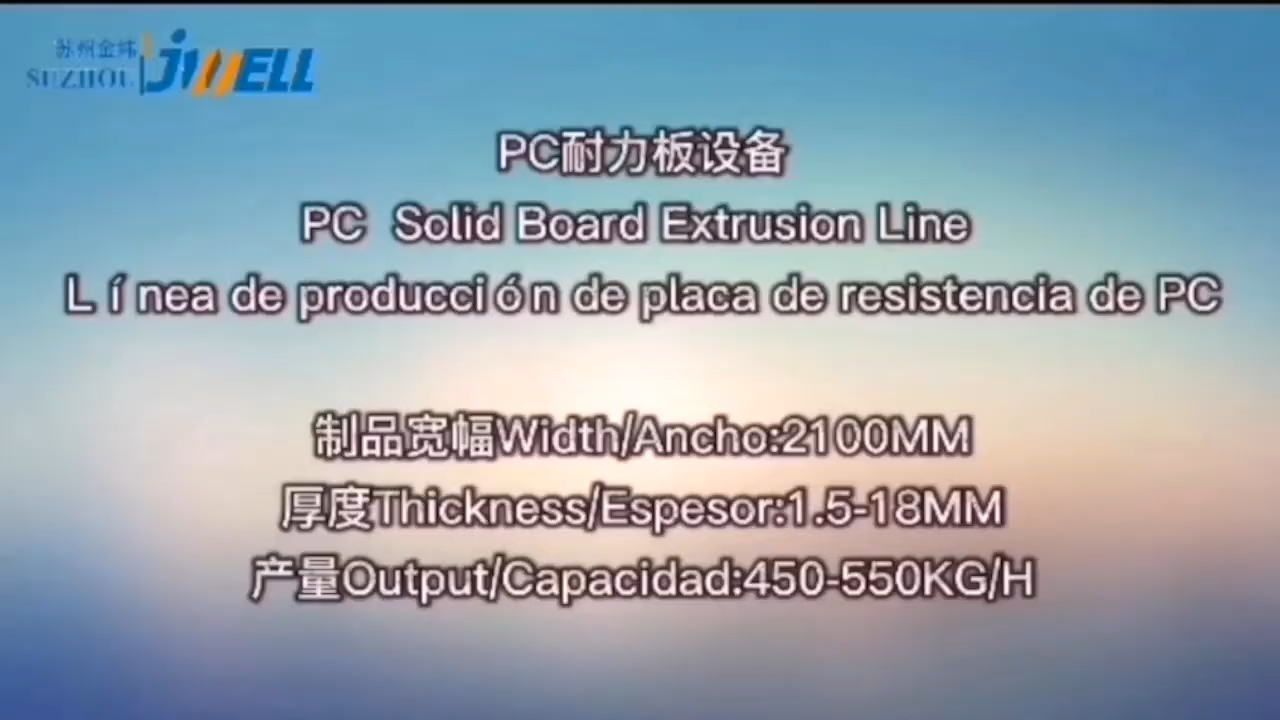 苏州金纬
SUZHOU
JWELL
PC耐力板设备
PC Solid Board Extrusion Line
Línea de producción de placa de resistencia de PC
制品宽幅Width/Ancho:2100MM
厚度Thickness/Espesor:1.5-18MM
产量Output/Capacidad:450-550KG/H